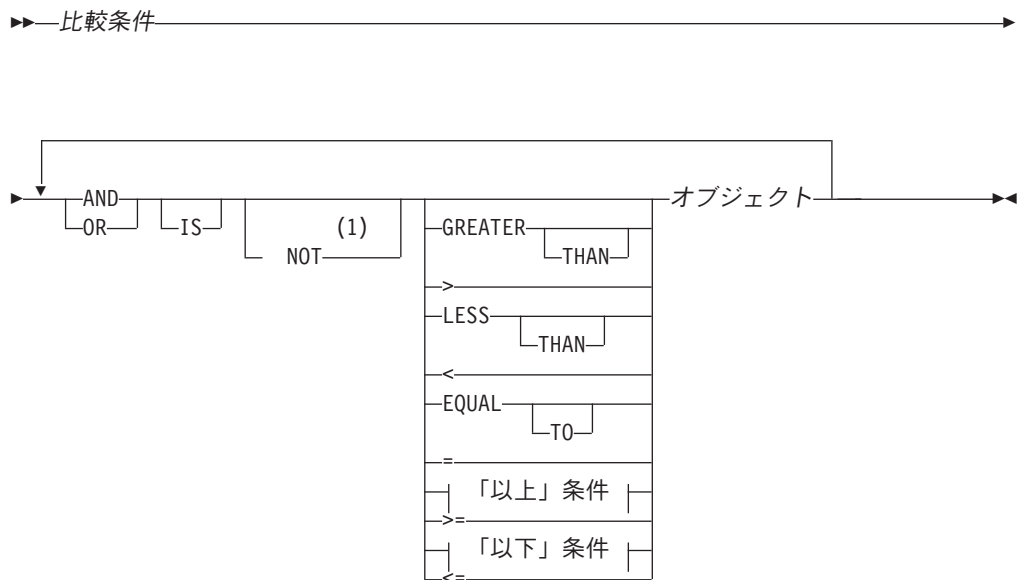 比較条件
AND オブジェクト
OR IS (1) GREATER
NOT THAN
>
LESS
THAN
<
EQUAL
TO
=
「以上」条件
>=
「以下」条件
<=